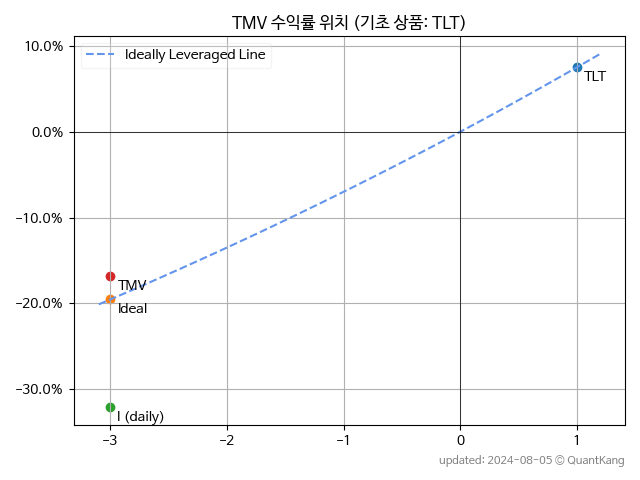 TMV 수익률 위치 (기초 상품: TLT)
10.0%
Ideally Leveraged Line
TLT
0.0%
−10.0%
TMV
−20.0%
Ideal
−30.0%
I (daily)
−3
−2
−1
0
1
updated: 2024-08-05 © QuantKang